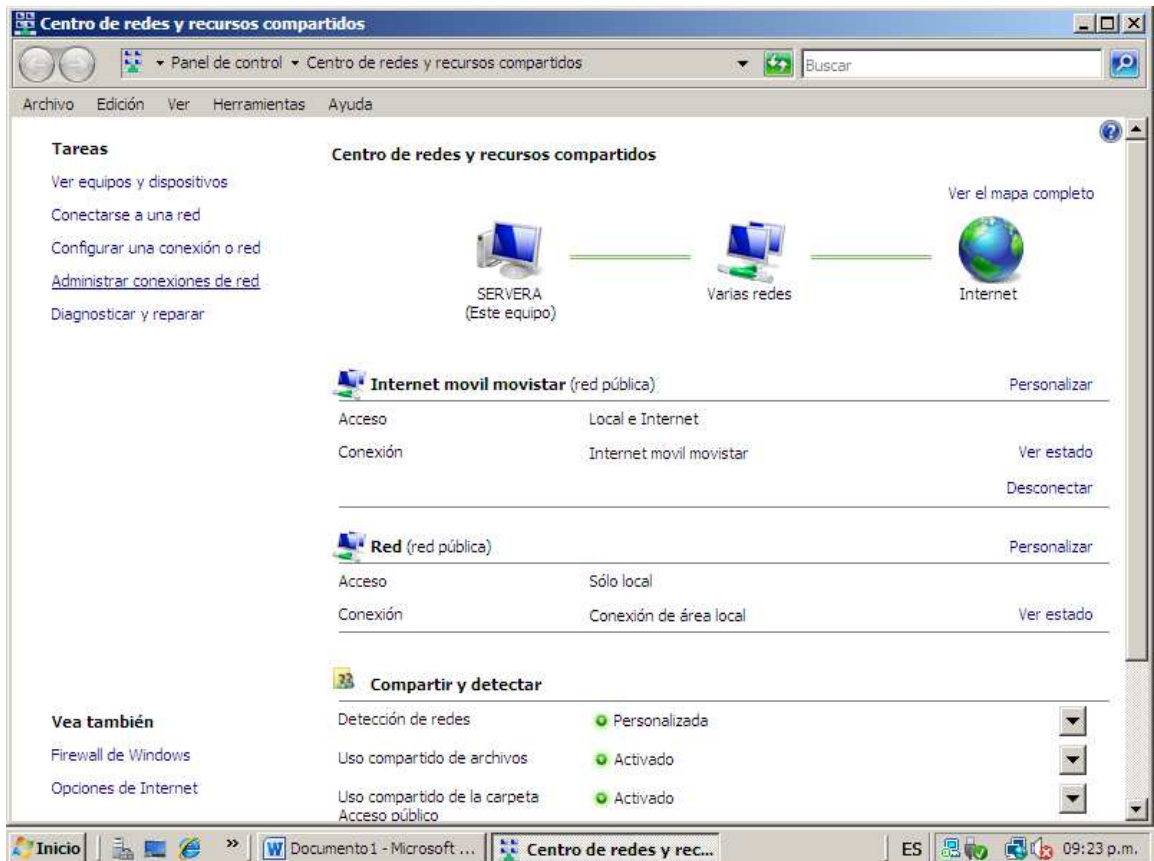 Centro de redes y recursos compartidos
Panel de control Centro de redes y recursos compartidos
Buscar
Archivo Edición Ver Herramientas Ayuda
Tareas
Ver equipos y dispositivos
Conectarse a una red
Configurar una conexión o red
Administrar conexiones de red
Diagnosticar y reparar
Centro de redes y recursos compartidos
Ver el mapa completo
SERVERA
(Este equipo)
Varias redes
Internet
Internet movil movistar (red pública) Personalizar
Acceso Local e Internet
Conexión Internet movil movistar Ver estado
Desconectar
Red (red pública) Personalizar
Acceso Sólo local
Conexión Conexión de área local Ver estado
Compartir y detectar
Detección de redes Personalizada
Uso compartido de archivos Activado
Uso compartido de la carpeta Activado
Acceso público
Vea también
Firewall de Windows
Opciones de Internet
Inicio » Documento1 - Microsoft ... Centro de redes y rec... ES 09:23 p.m.